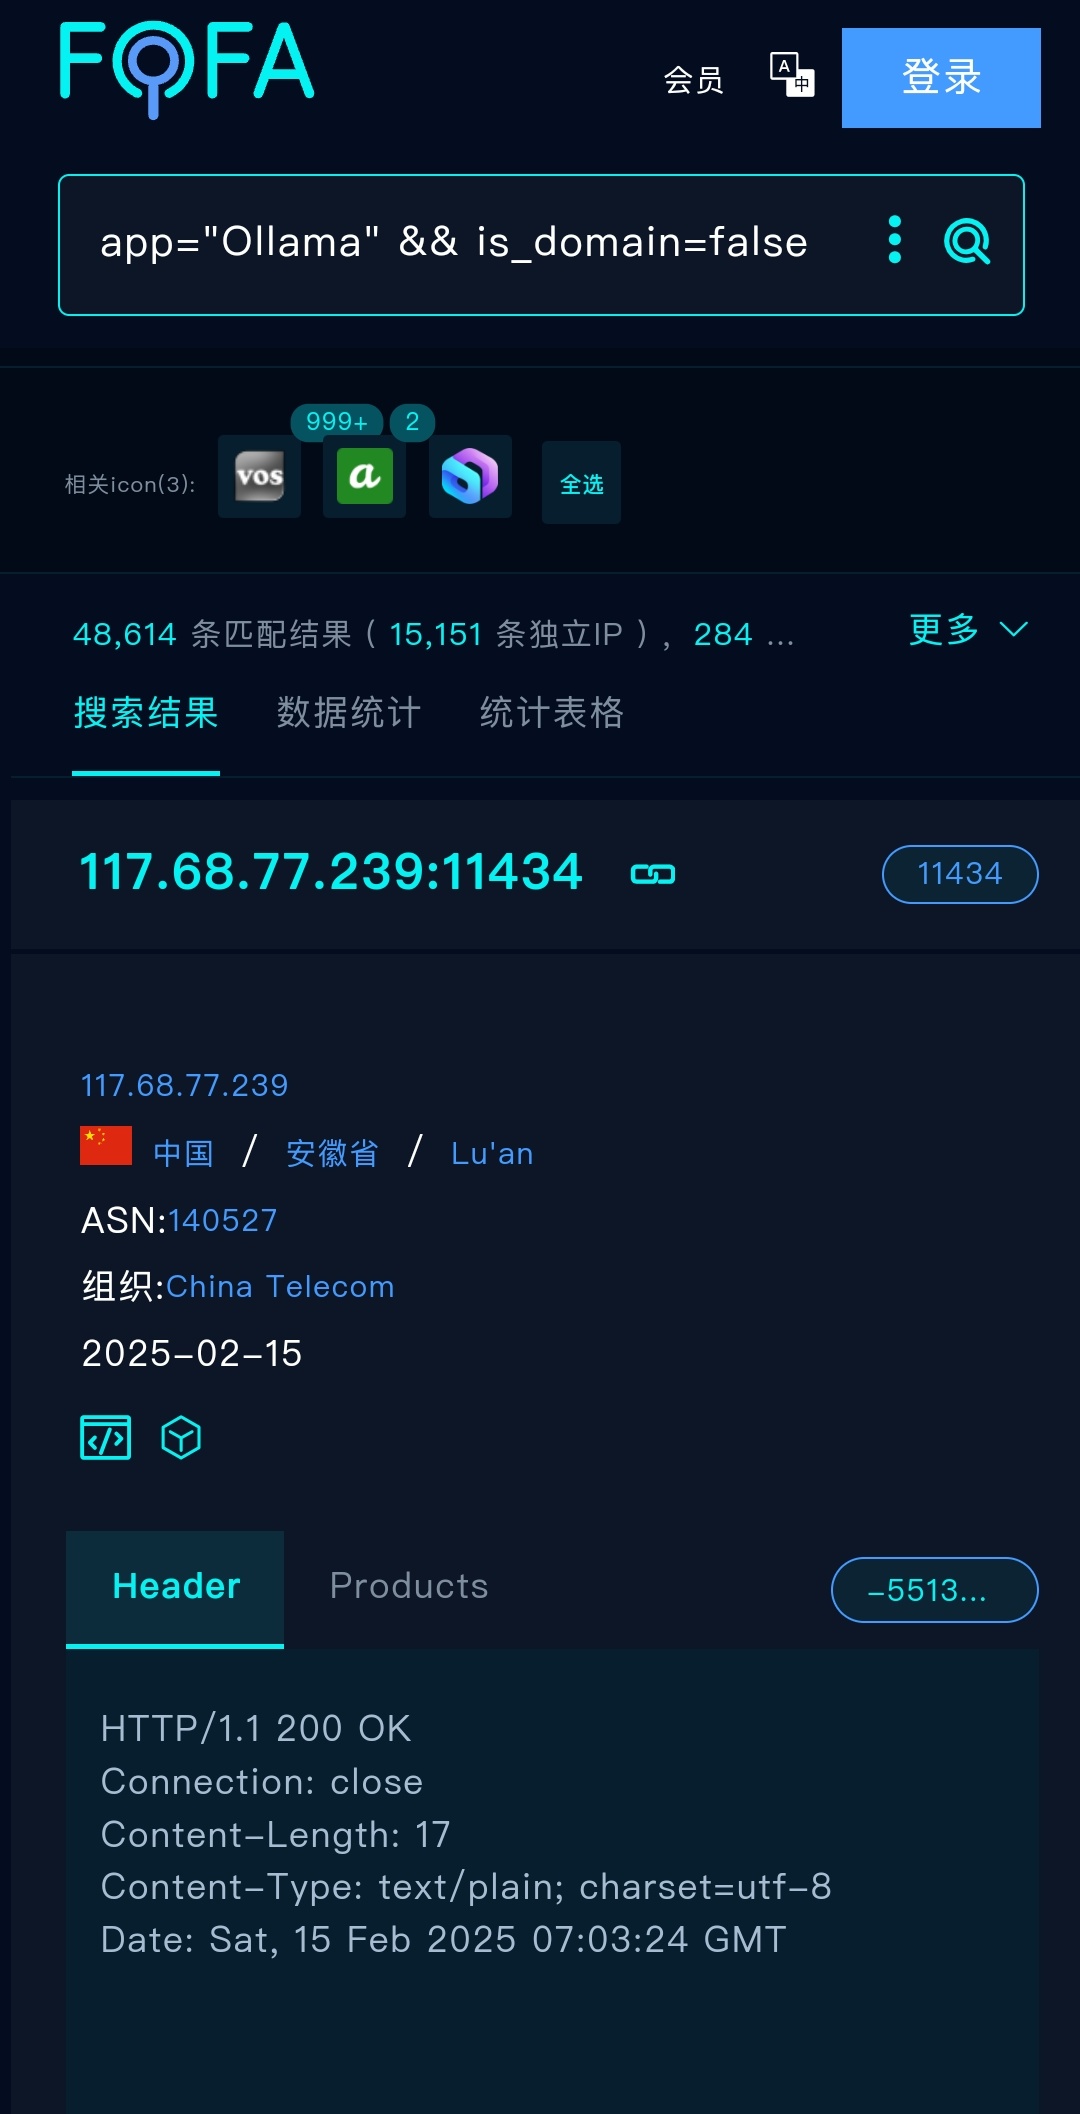 FOFA
会员
A
中
登录
app="Ollama" && is_domain=false
999+
2
相关icon(3):
vos
a
全选
48,614 条匹配结果 ( 15,151 条独立IP ) , 284 ...
更多
搜索结果
数据统计
统计表格
117.68.77.239:11434
11434
117.68.77.239
中国 / 安徽省 / Lu'an
ASN:140527
组织:China Telecom
2025-02-15
Header
Products
-5513...
HTTP/1.1 200 OK
Connection: close
Content-Length: 17
Content-Type: text/plain; charset=utf-8
Date: Sat, 15 Feb 2025 07:03:24 GMT